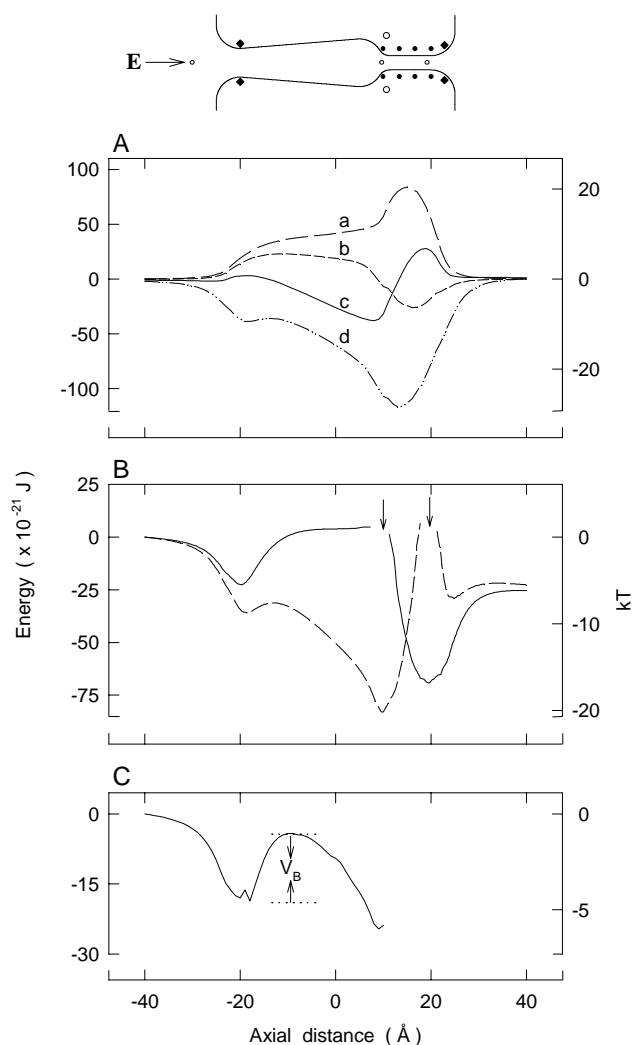 E
A
100
50
0
-50
-100
20
0
-20
a
b
c
d
B
25
0
-25
-50
-75
0
-10
-20
Energy ( x 10⁻²¹ J )
kT
C
0
-15
-30
0
-5
V_B
-40 -20 0 20 40
Axial distance ( Å )